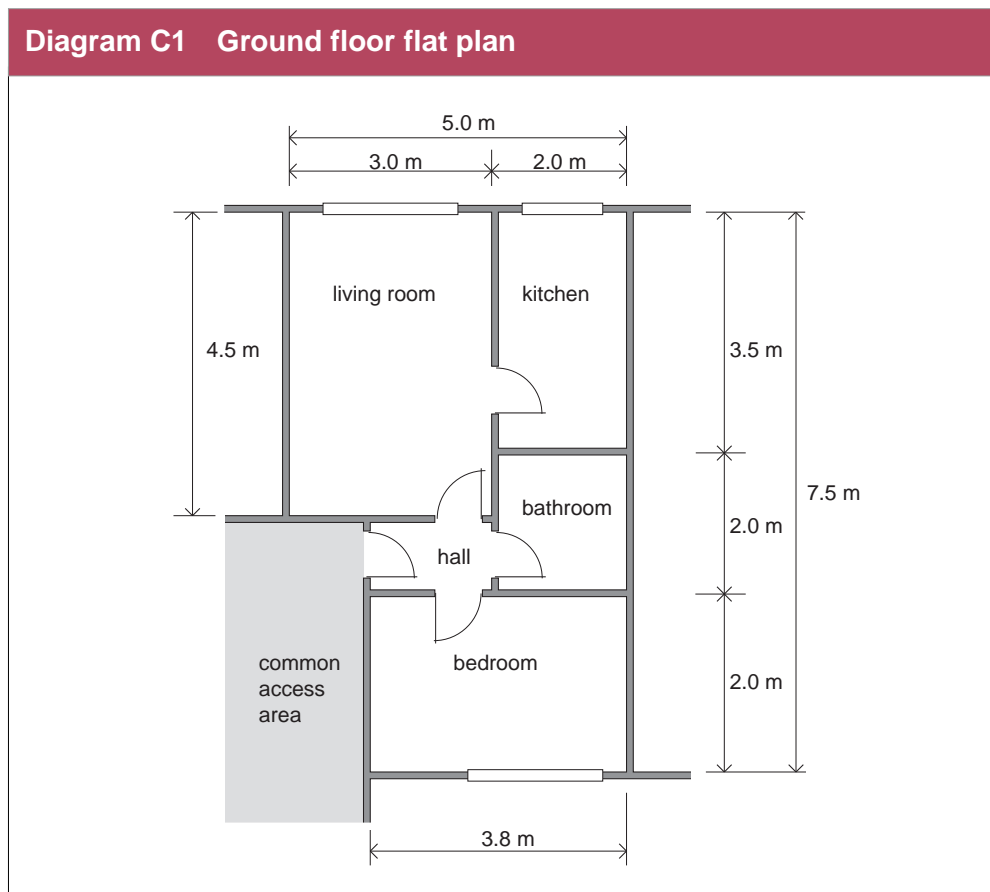 Diagram C1 Ground floor flat plan
5.0 m
3.0 m
2.0 m
living room
kitchen
4.5 m
3.5 m
7.5 m
bathroom
2.0 m
hall
common
access
area
bedroom
2.0 m
3.8 m